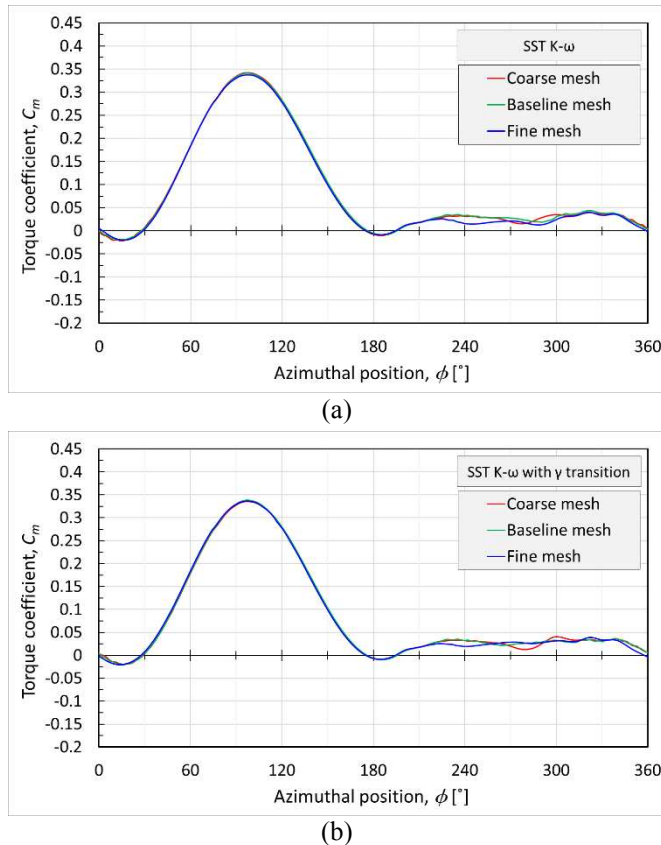 0.45
0.4
0.35
0.3
0.25
0.2
0.15
0.1
0.05
0
-0.05
-0.1
-0.15
-0.2
Torque coefficient, Cm
SST K-ω
Coarse mesh
Baseline mesh
Fine mesh
0 60 120 180 240 300 360
Azimuthal position, ϕ [°]
(a)
0.45
0.4
0.35
0.3
0.25
0.2
0.15
0.1
0.05
0
-0.05
-0.1
-0.15
-0.2
Torque coefficient, Cm
SST K-ω with γ transition
Coarse mesh
Baseline mesh
Fine mesh
0 60 120 180 240 300 360
Azimuthal position, ϕ [°]
(b)